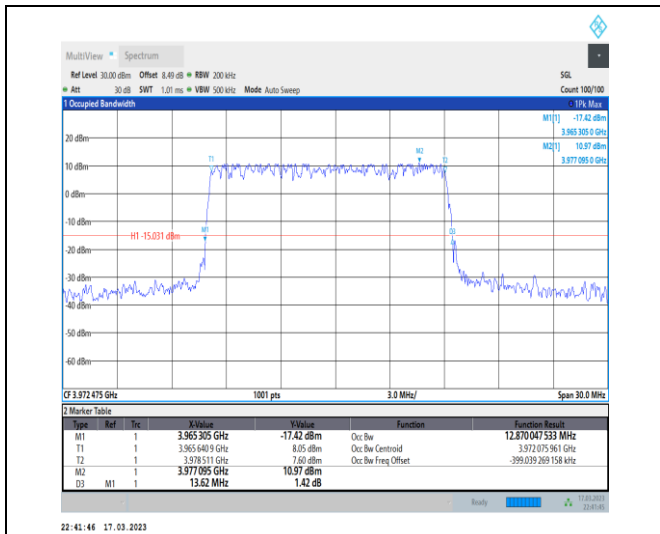 MultiView Spectrum
Ref Level 30.00 dBm Offset 8.49 dB RBW 200 kHz SGL
Att 30 dB SWT 1.01 ms VBW 500 kHz Mode Auto Sweep Count 100/100
1 Occupied Bandwidth 1Pk Max
M1[1] -17.42 dBm
3.965 305 0 GHz
M2[1] 10.97 dBm
3.977 095 0 GHz
20 dBm
M2
T1 T2
10 dBm
0 dBm
-10 dBm
M1 D3
H1 -15.031 dBm
-20 dBm
-30 dBm
-40 dBm
-50 dBm
-60 dBm
CF 3.972 475 GHz 1001 pts 3.0 MHz/ Span 30.0 MHz
2 Marker Table
Type Ref Trc X-Value Y-Value Function Function Result
M1 1 3.965 305 GHz -17.42 dBm Occ Bw 12.870 047 533 MHz
T1 1 3.965 640 9 GHz 8.05 dBm Occ Bw Centroid 3.972 075 961 GHz
T2 1 3.978 511 GHz 7.60 dBm Occ Bw Freq Offset -399.039 269 158 kHz
M2 1 3.977 095 GHz 10.97 dBm
D3 M1 1 13.62 MHz 1.42 dB
Ready 17.03.2023
22:41:45
22:41:46 17.03.2023